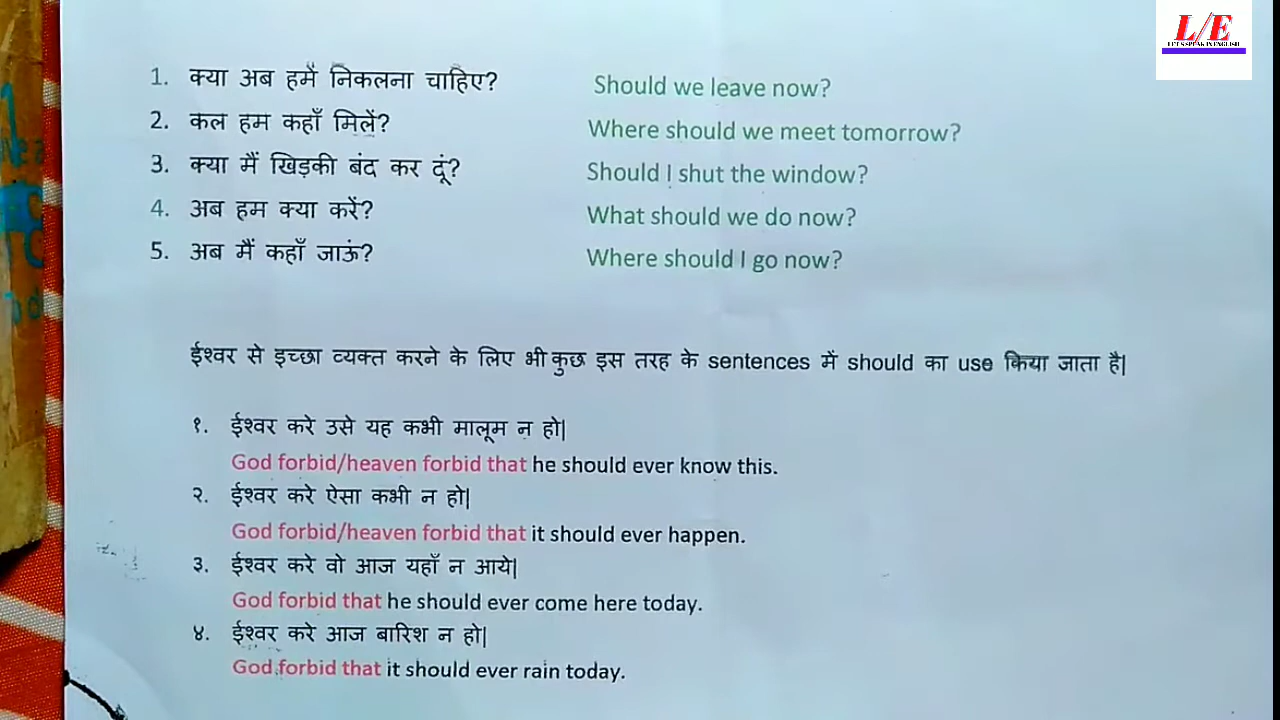 L/E
LET'S SPEAK IN ENGLISH
1. क्या अब हमें निकलना चाहिए? Should we leave now?
2. कल हम कहाँ मिलें? Where should we meet tomorrow?
3. क्या मैं खिड़की बंद कर दूं? Should I shut the window?
4. अब हम क्या करें? What should we do now?
5. अब मैं कहाँ जाऊं? Where should I go now?
ईश्वर से इच्छा व्यक्त करने के लिए भी कुछ इस तरह के sentences में should का use किया जाता है|
१. ईश्वर करे उसे यह कभी मालूम न हो|
God forbid/heaven forbid that he should ever know this.
२. ईश्वर करे ऐसा कभी न हो|
God forbid/heaven forbid that it should ever happen.
३. ईश्वर करे वो आज यहाँ न आये|
God forbid that he should ever come here today.
४. ईश्वर करे आज बारिश न हो|
God forbid that it should ever rain today.